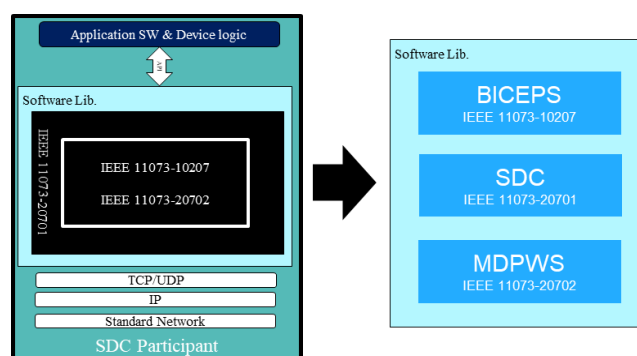 Application SW & Device logic
API
Software Lib.
IEEE 11073-20701
IEEE 11073-10207
IEEE 11073-20702
TCP/UDP
IP
Standard Network
SDC Participant
Software Lib.
BICEPS
IEEE 11073-10207
SDC
IEEE 11073-20701
MDPWS
IEEE 11073-20702